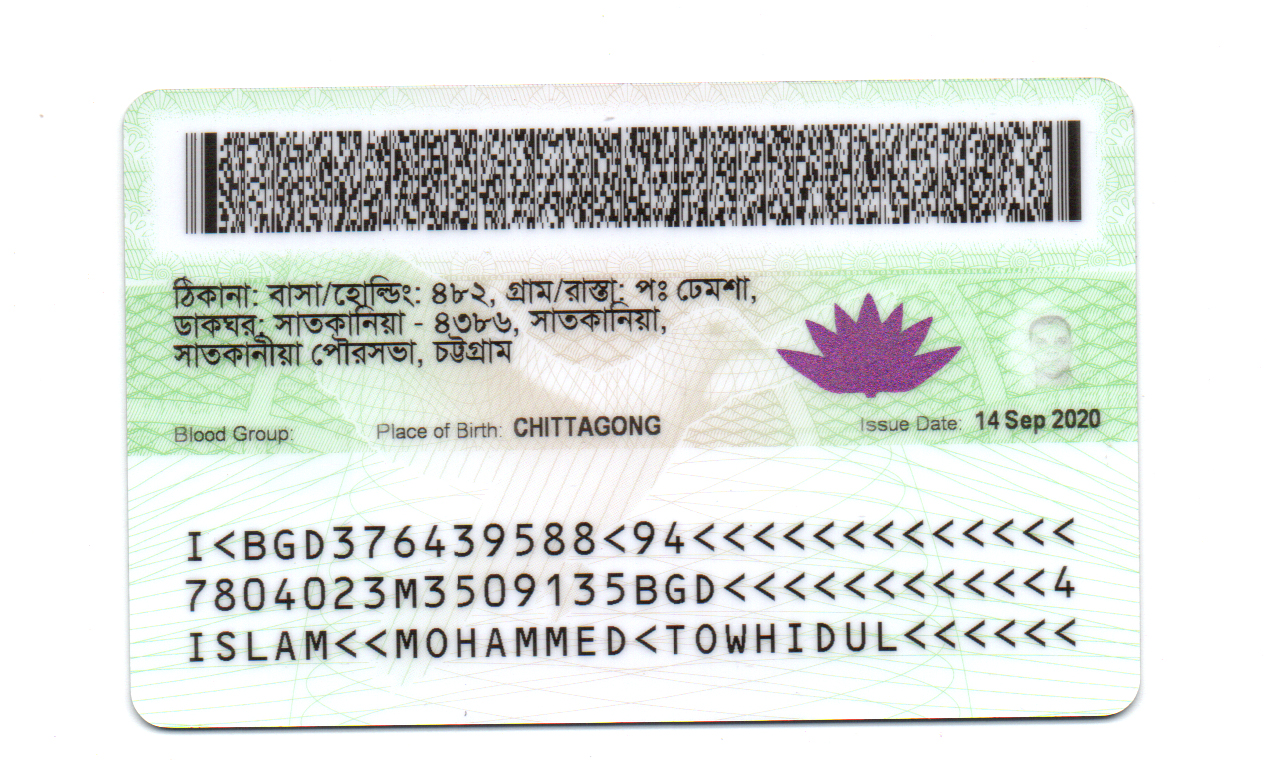 ঠিকানা: বাসা/হোল্ডিং: ৪৮২, গ্রাম/রাস্তা: পঃ ঢেমশা,
ডাকঘর: সাতকানিয়া - ৪৩৮৬, সাতকানিয়া,
সাতকানীয়া পৌরসভা, চট্টগ্রাম
Blood Group: Place of Birth: CHITTAGONG Issue Date: 14 Sep 2020
I<BGD376439588<94<<<<<<<<<<<<<
7804023M3509135BGD<<<<<<<<<<<4
ISLAM<<MOHAMMED<TOWHIDUL<<<<<<